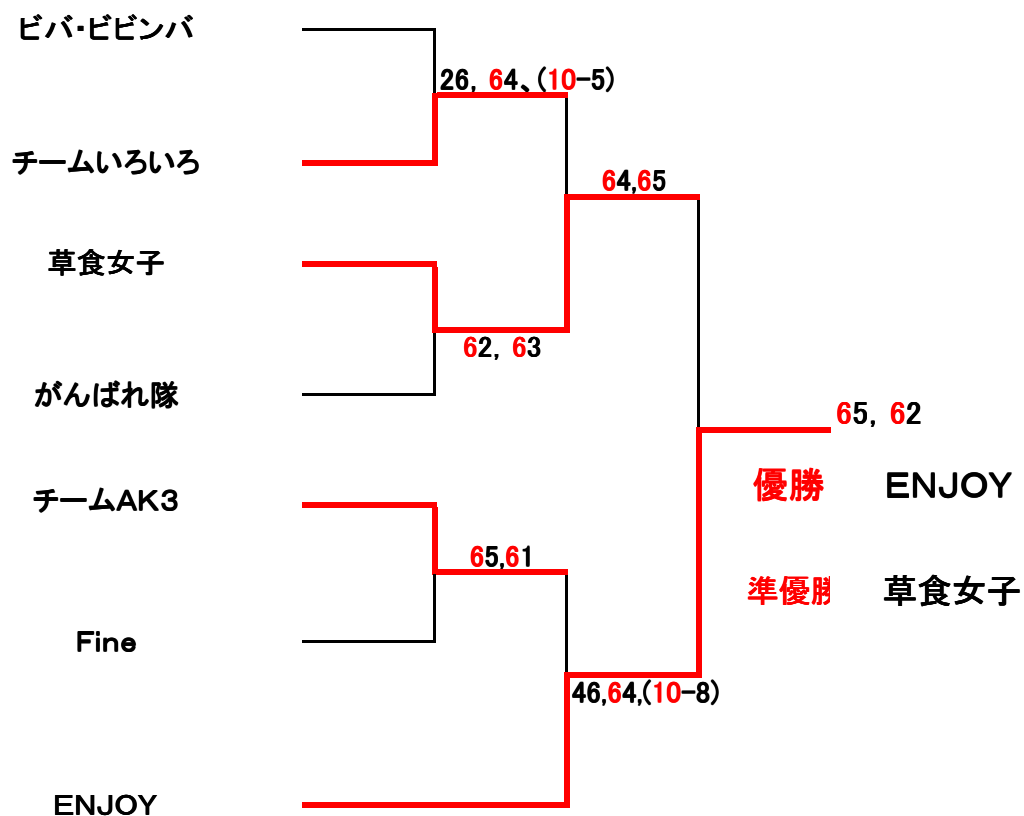 ビバ・ビビンバ
26, 64、(10-5)
チームいろいろ
64,65
草食女子
62, 63
がんばれ隊
65, 62
優勝 ENJOY
チームAK3
65,61
準優勝 草食女子
Fine
46,64,(10-8)
ENJOY